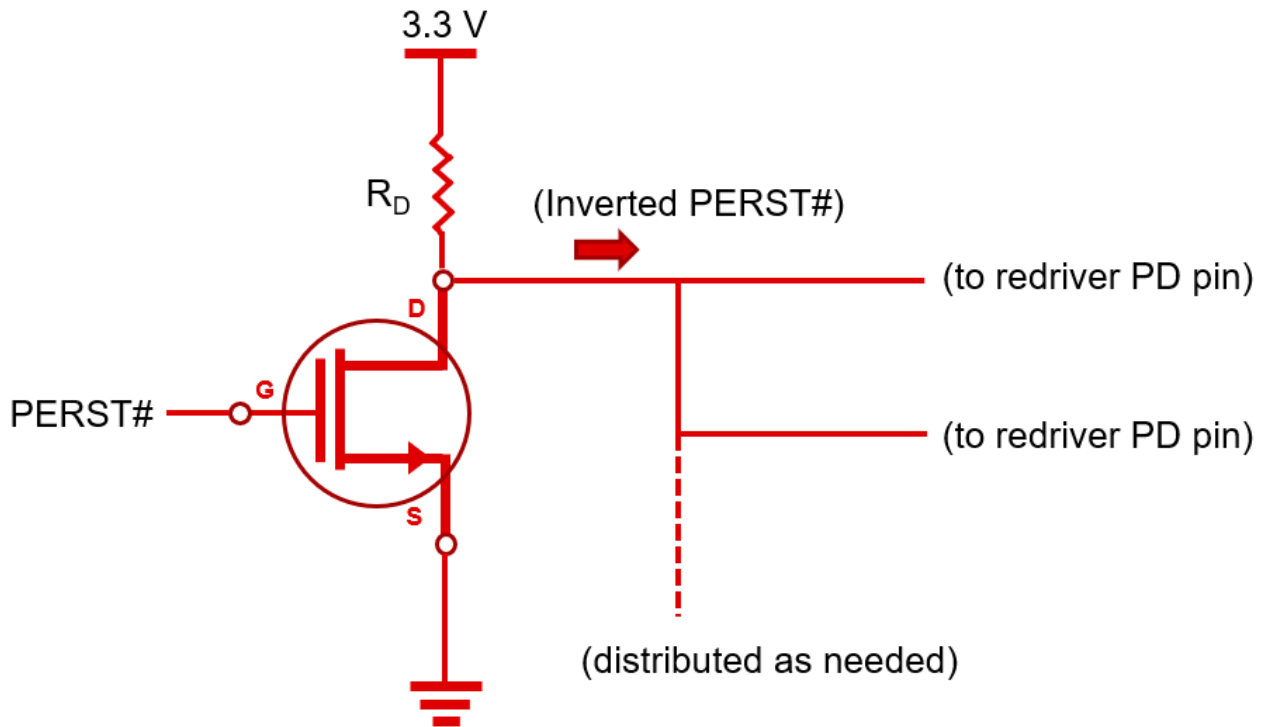 3.3 V
R_D
(Inverted PERST#)
(to redriver PD pin)
D
G
PERST#
(to redriver PD pin)
S
(distributed as needed)